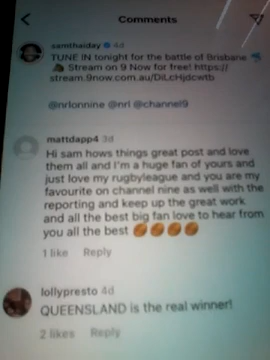 Comments
samthaiday 4d
TUNE IN tonight for the battle of Brisbane
Stream on 9 Now for free! https://
stream.9now.com.au/DiLcHjdcwtb
@nrlonnine @nrl @channel9
mattdapp4 3d
Hi sam hows things great post and love
them all and I'm a huge fan of yours and
just love my rugbyleague and you are my
favourite on channel nine as well with the
reporting and keep up the great work
and all the best big fan love to hear from
you all the best
1 like Reply
lollypresto 4d
QUEENSLAND is the real winner!
2 likes Reply